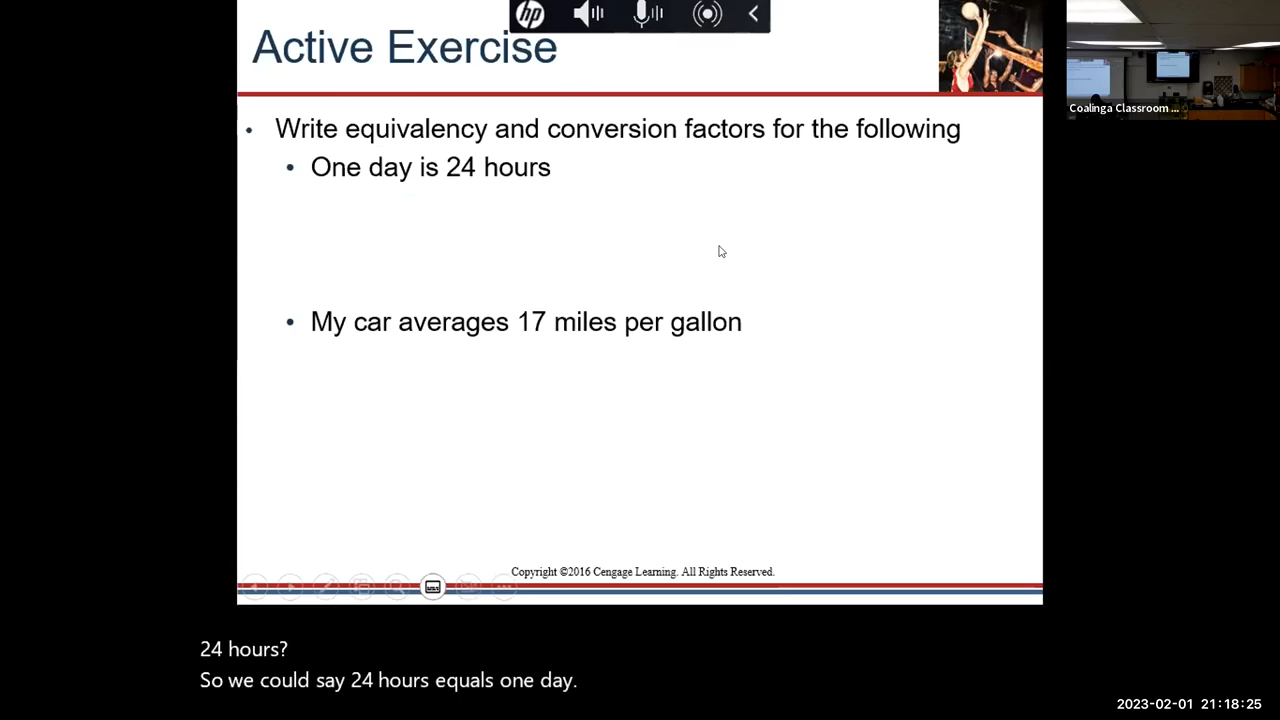 Active Exercise
hp
Coalinga Classroom ...
• Write equivalency and conversion factors for the following
• One day is 24 hours
• My car averages 17 miles per gallon
Copyright ©2016 Cengage Learning. All Rights Reserved.
24 hours?
So we could say 24 hours equals one day.
2023-02-01 21:18:25